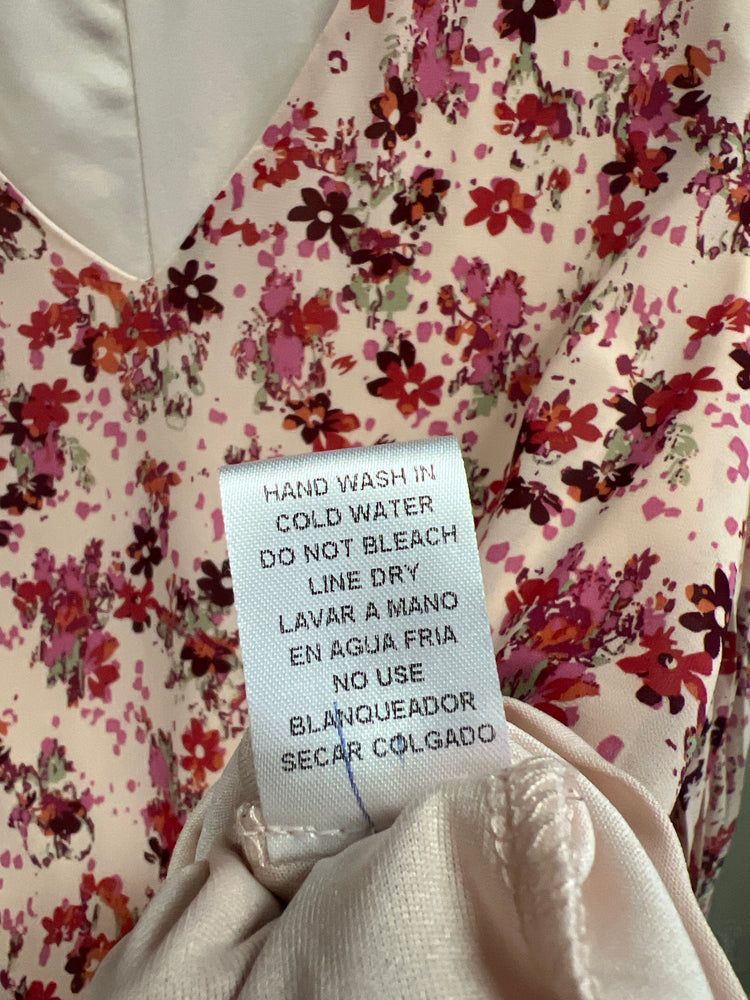 HAND WASH IN
COLD WATER
DO NOT BLEACH
LINE DRY
LAVAR A MANO
EN AGUA FRIA
NO USE
BLANQUEADOR
SECAR COLGADO